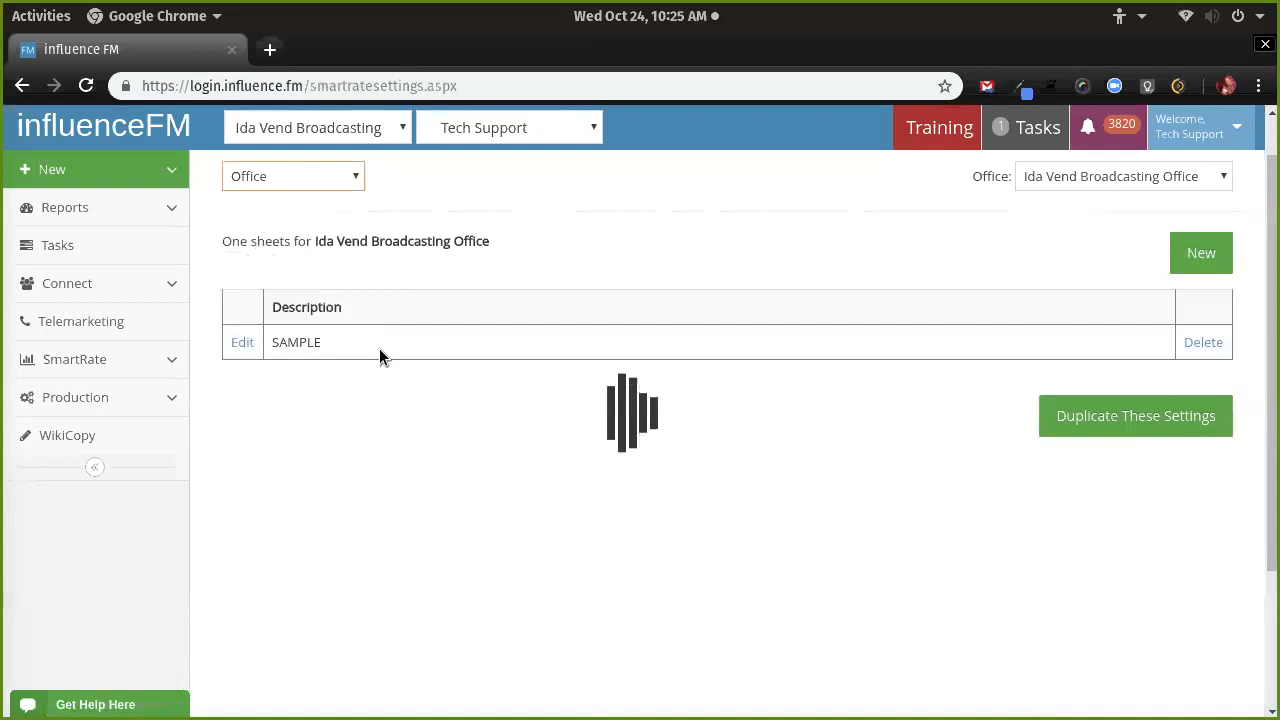 Activities Google Chrome Wed Oct 24, 10:25 AM
FM influence FM
https://login.influence.fm/smartratesettings.aspx
influenceFM Ida Vend Broadcasting Tech Support Training 1 Tasks 3820 Welcome, Tech Support
New
Office Office: Ida Vend Broadcasting Office
Reports
One sheets for Ida Vend Broadcasting Office
Tasks
New
Connect
Description
Telemarketing
Edit SAMPLE Delete
SmartRate
Production
Duplicate These Settings
WikiCopy
Get Help Here